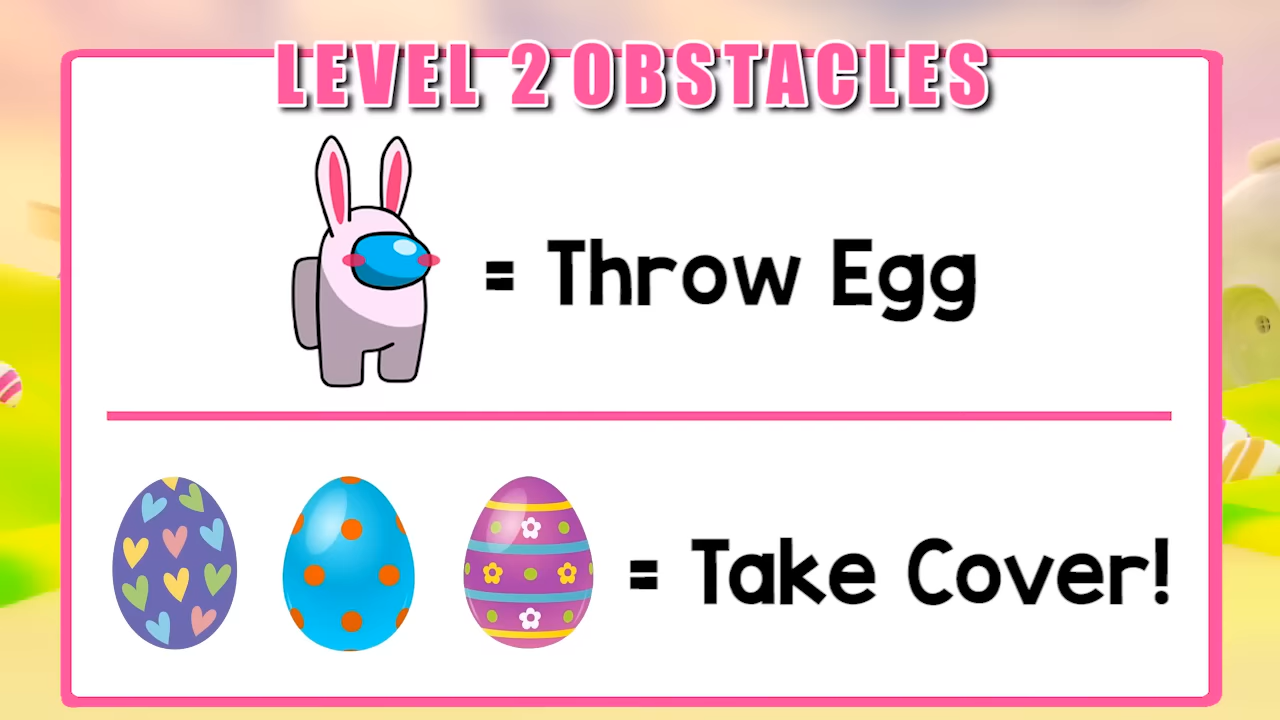 LEVEL 2 OBSTACLES
= Throw Egg
= Take Cover!